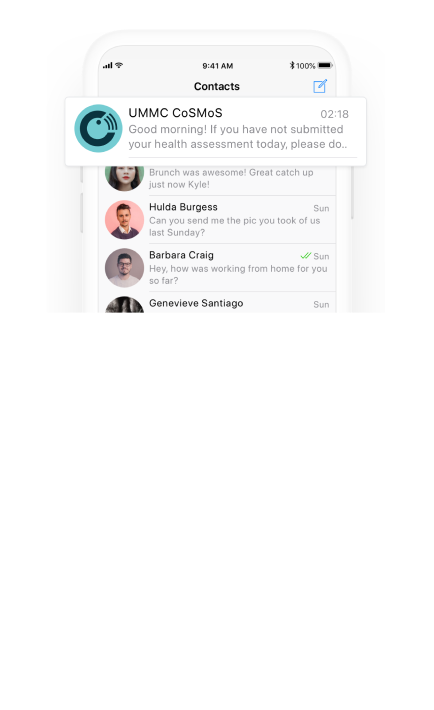 9:41 AM
100%
Contacts
UMMC CoSMoS
02:18
Good morning! If you have not submitted
your health assessment today, please do..
Brunch was awesome! Great catch up
just now Kyle!
Hulda Burgess
Sun
Can you send me the pic you took of us
last Sunday?
Barbara Craig
Sun
Hey, how was working from home for you
so far?
Genevieve Santiago
Sun